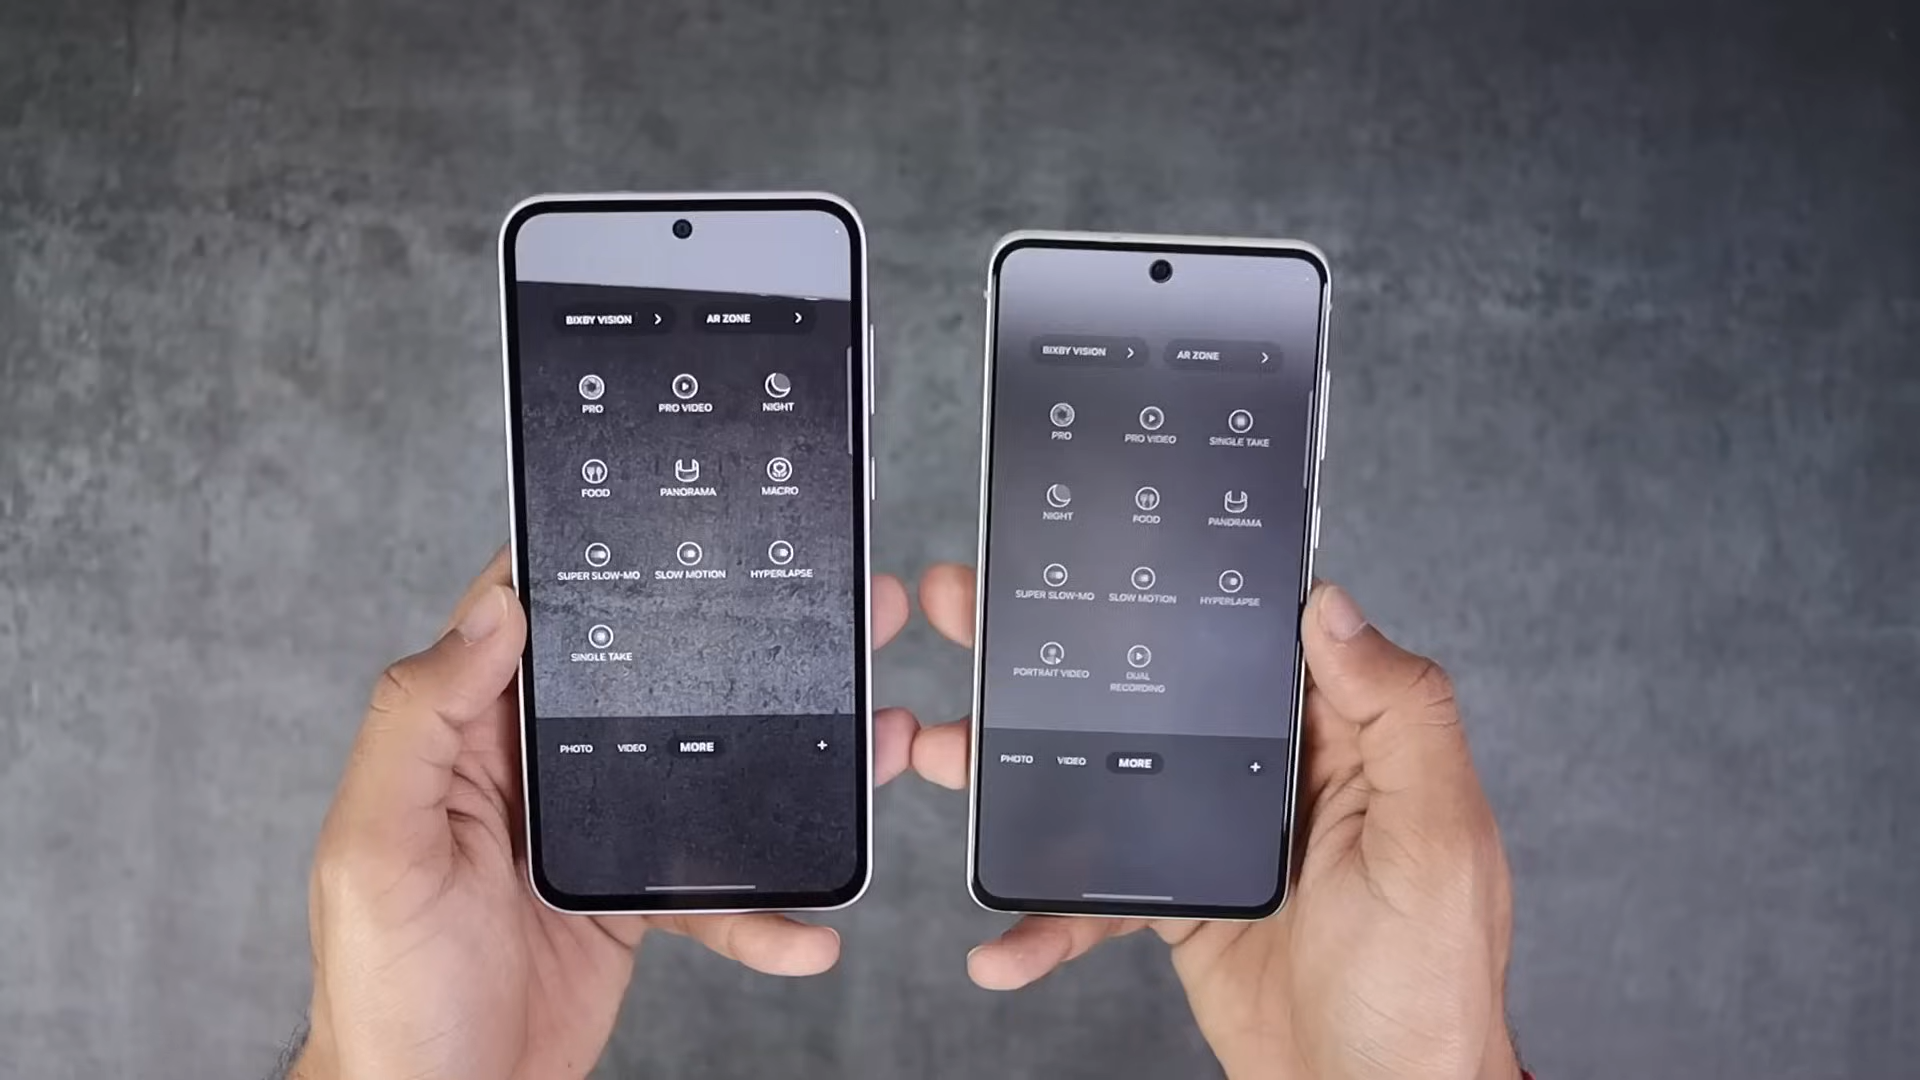 BIXBY VISION AR ZONE
PRO PRO VIDEO NIGHT
FOOD PANORAMA MACRO
SUPER SLOW-MO SLOW MOTION HYPERLAPSE
SINGLE TAKE
PHOTO VIDEO MORE
BIXBY VISION AR ZONE
PRO PRO VIDEO SINGLE TAKE
NIGHT FOOD PANORAMA
SUPER SLOW-MO SLOW MOTION HYPERLAPSE
PORTRAIT VIDEO DUAL
RECORDING
PHOTO VIDEO MORE